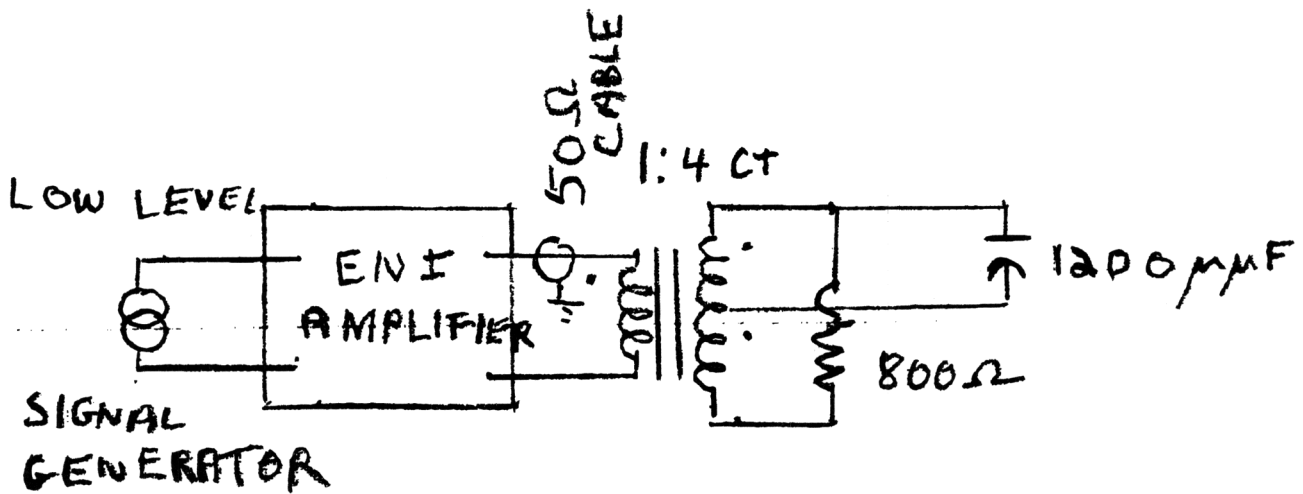 50Ω
CABLE
1:4 CT
LOW LEVEL
ENI
AMPLIFIER
1200 μμF
800Ω
SIGNAL
GENERATOR